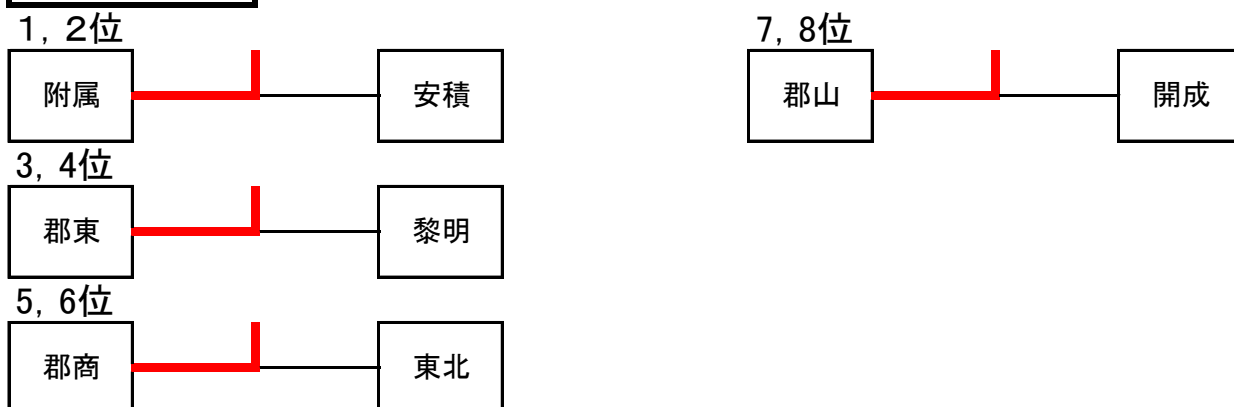 1, 2位
附属 安積
3, 4位
郡東 黎明
5, 6位
郡商 東北
7, 8位
郡山 開成